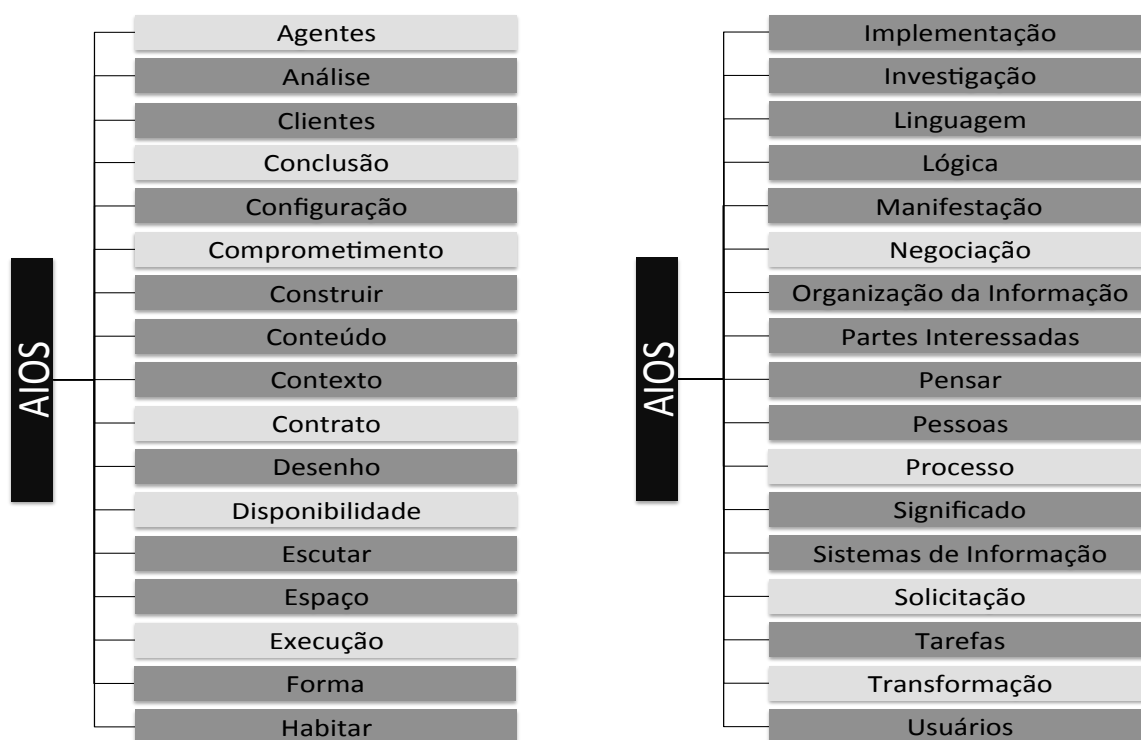 AIOS
Agentes
Análise
Clientes
Conclusão
Configuração
Comprometimento
Construir
Conteúdo
Contexto
Contrato
Desenho
Disponibilidade
Escutar
Espaço
Execução
Forma
Habitar
AIOS
Implementação
Investigação
Linguagem
Lógica
Manifestação
Negociação
Organização da Informação
Partes Interessadas
Pensar
Pessoas
Processo
Significado
Sistemas de Informação
Solicitação
Tarefas
Transformação
Usuários